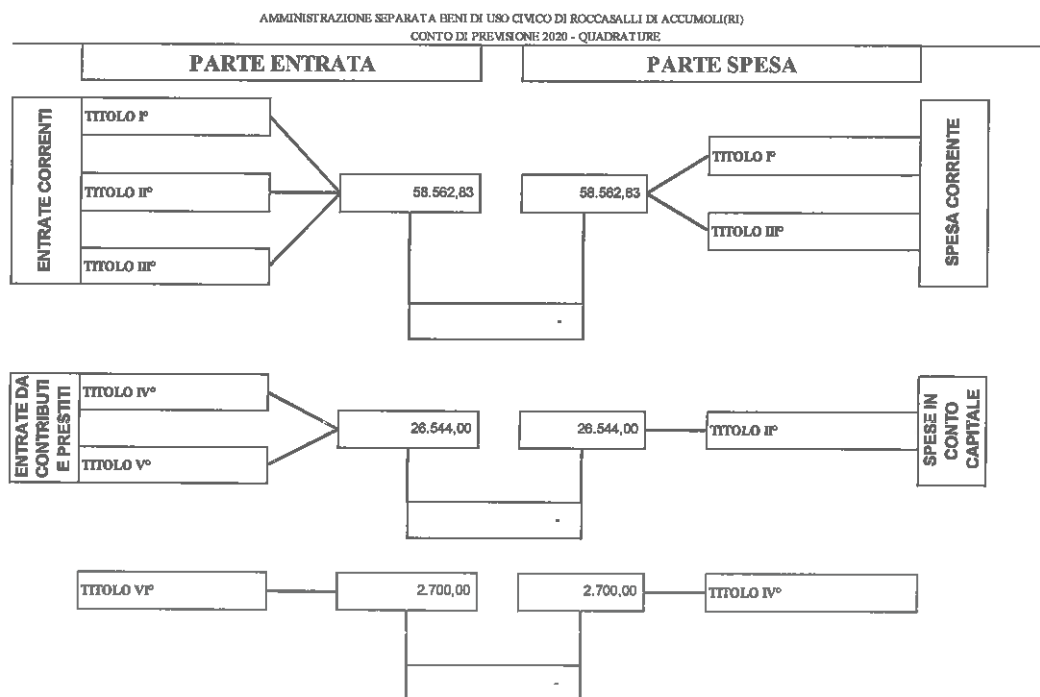 AMMINISTRAZIONE SEPARATA BENI DI USO CIVICO DI ROCCASALLI DI ACCUMOLI(RI)
CONTO DI PREVISIONE 2020 - QUADRATURE
PARTE ENTRATA
PARTE SPESA
ENTRATE CORRENTI
TITOLO I°
TITOLO II°
TITOLO III°
58.562,83
58.562,83
TITOLO I°
TITOLO III°
SPESA CORRENTE
-
ENTRATE DA
CONTRIBUTI
E PRESTITI
TITOLO IV°
TITOLO V°
26.544,00
26.544,00
TITOLO II°
SPESE IN
CONTO
CAPITALE
-
TITOLO VI°
2.700,00
2.700,00
TITOLO IV°
-